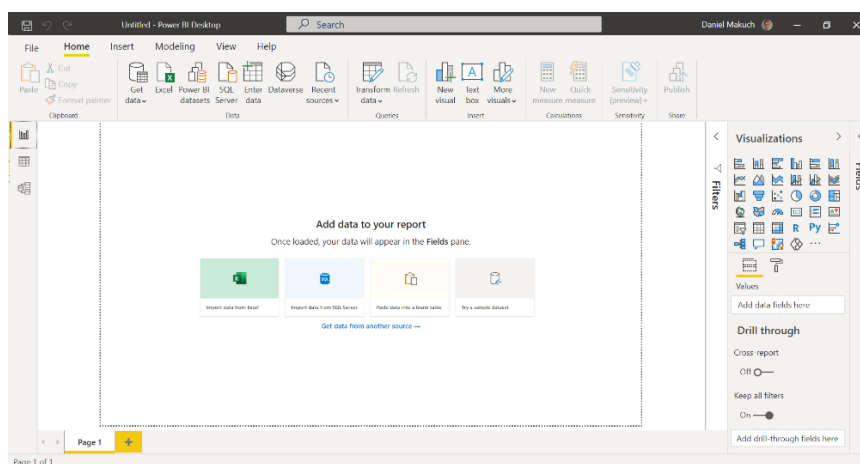 Untitled - Power BI Desktop
Search
Daniel Makuch
File Home Insert Modeling View Help
Paste
Cut
Copy
Format painter
Clipboard
Get data
Excel
Power BI datasets
SQL Server
Enter data
Dataverse
Recent sources
Data
Transform data
Refresh
Queries
New visual
Text box
More visuals
Insert
New measure
Quick measure
Calculations
Sensitivity (preview)
Sensitivity
Publish
Share
Filters
Visualizations
Fields
R Py
Values
Add data fields here
Drill through
Cross-report
Off
Keep all filters
On
Add drill-through fields here
Add data to your report
Once loaded, your data will appear in the Fields pane.
Import data from Excel
Import data from SQL Server
Paste data into a blank table
Try a sample dataset
Get data from another source →
Page 1
Page 1 of 1